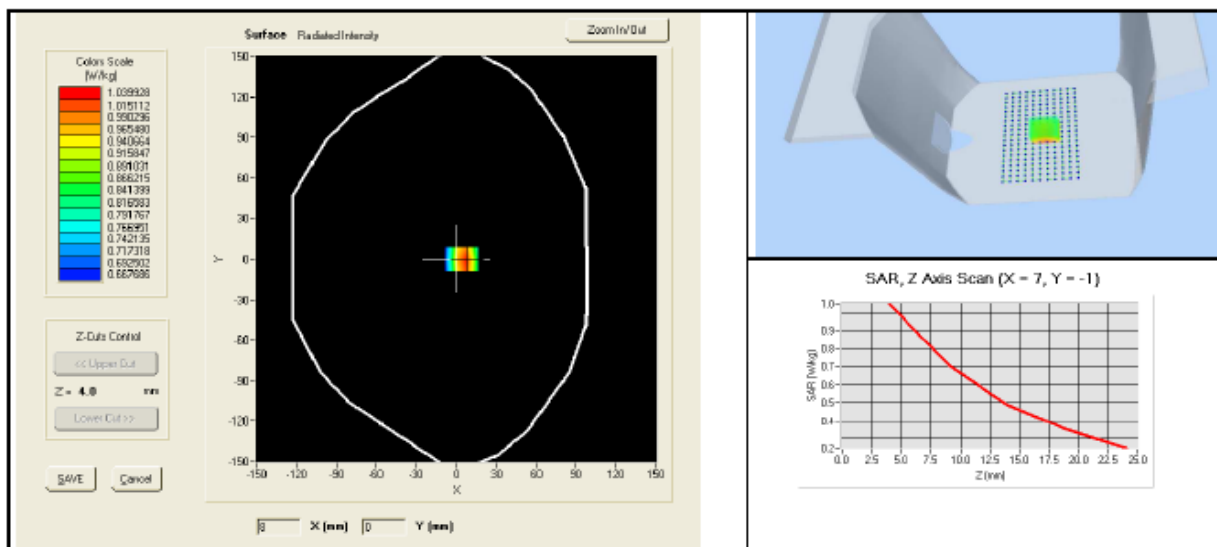 Surface Radiated Intensity
Zoom In/Out
Colors Scale
(W/kg)
1.039928
1.015112
0.990296
0.965480
0.940664
0.915847
0.891031
0.866215
0.841399
0.816583
0.791767
0.766951
0.742135
0.717318
0.692502
0.667686
Z-Cuts Control
<< Upper Cut
Z = 4.0 mm
Lower Cut >>
SAVE Cancel
150
120
90
60
30
0
-30
-60
-90
-120
-150
Y
-150 -120 -90 -60 -30 0 30 60 90 120 150
X
8 X (mm) 0 Y (mm)
SAR, Z Axis Scan (X = 7, Y = -1)
SAR (W/kg)
1.0
0.9
0.8
0.7
0.6
0.5
0.4
0.2
0.0 2.5 5.0 7.5 10.0 12.5 15.0 17.5 20.0 22.5 25.0
Z (mm)